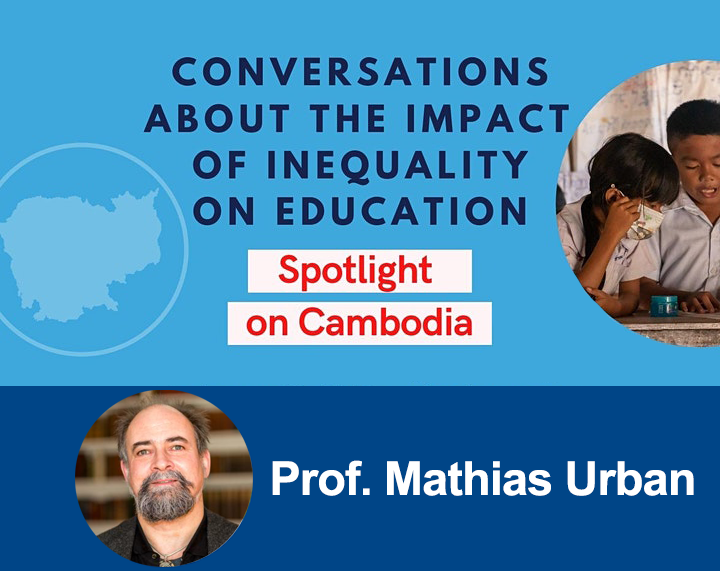 CONVERSATIONS
ABOUT THE IMPACT
OF INEQUALITY
ON EDUCATION
Spotlight
on Cambodia
Prof. Mathias Urban